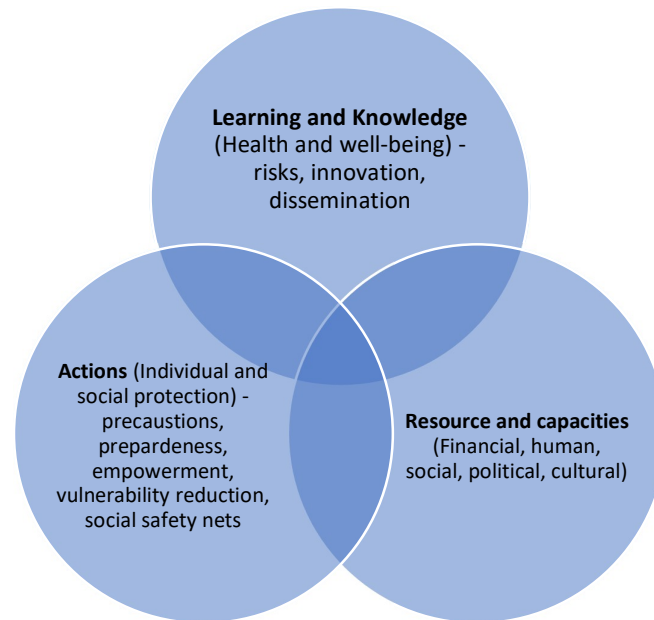 Learning and Knowledge
(Health and well-being) -
risks, innovation,
dissemination
Actions (Individual and
social protection) -
precaustions,
prepardeness,
empowerment,
vulnerability reduction,
social safety nets
Resource and capacities
(Financial, human,
social, political, cultural)